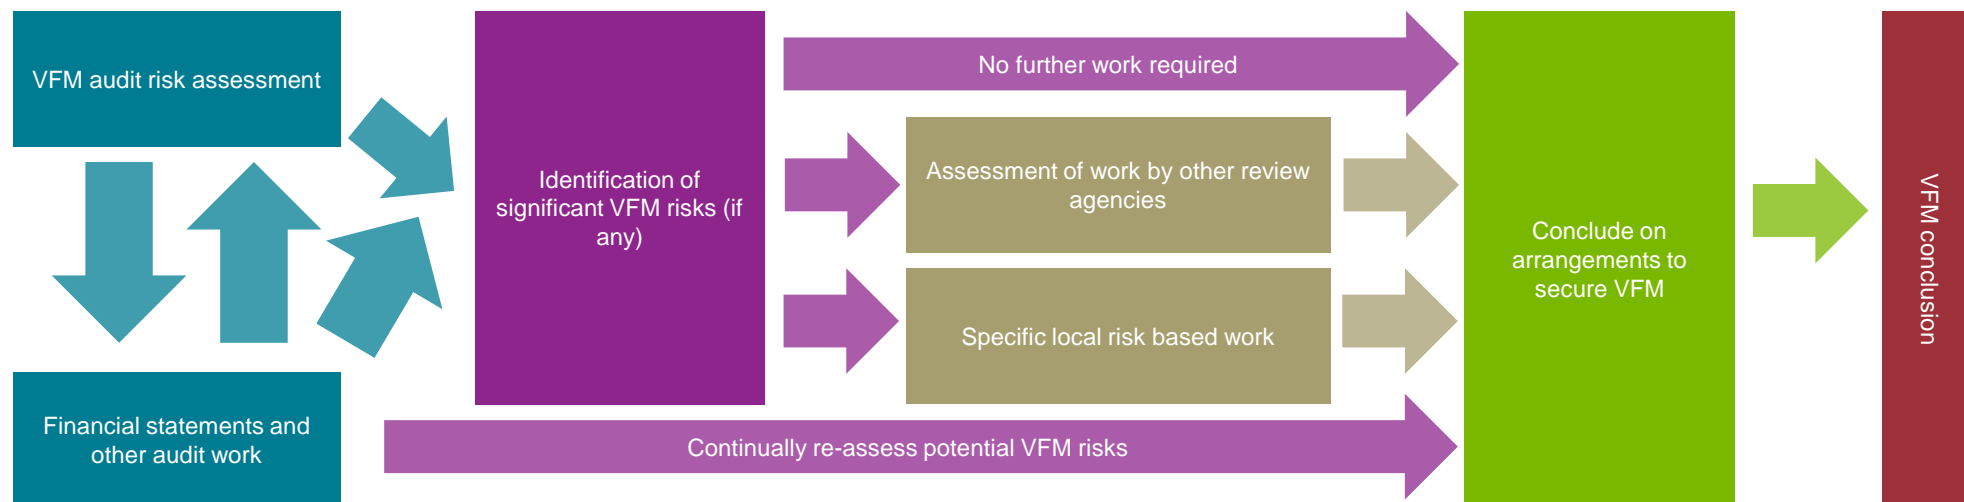 VFM audit risk assessment
Financial statements and
other audit work
Identification of
significant VFM risks (if
any)
No further work required
Assessment of work by other review
agencies
Specific local risk based work
Continually re-assess potential VFM risks
Conclude on
arrangements to
secure VFM
VFM conclusion